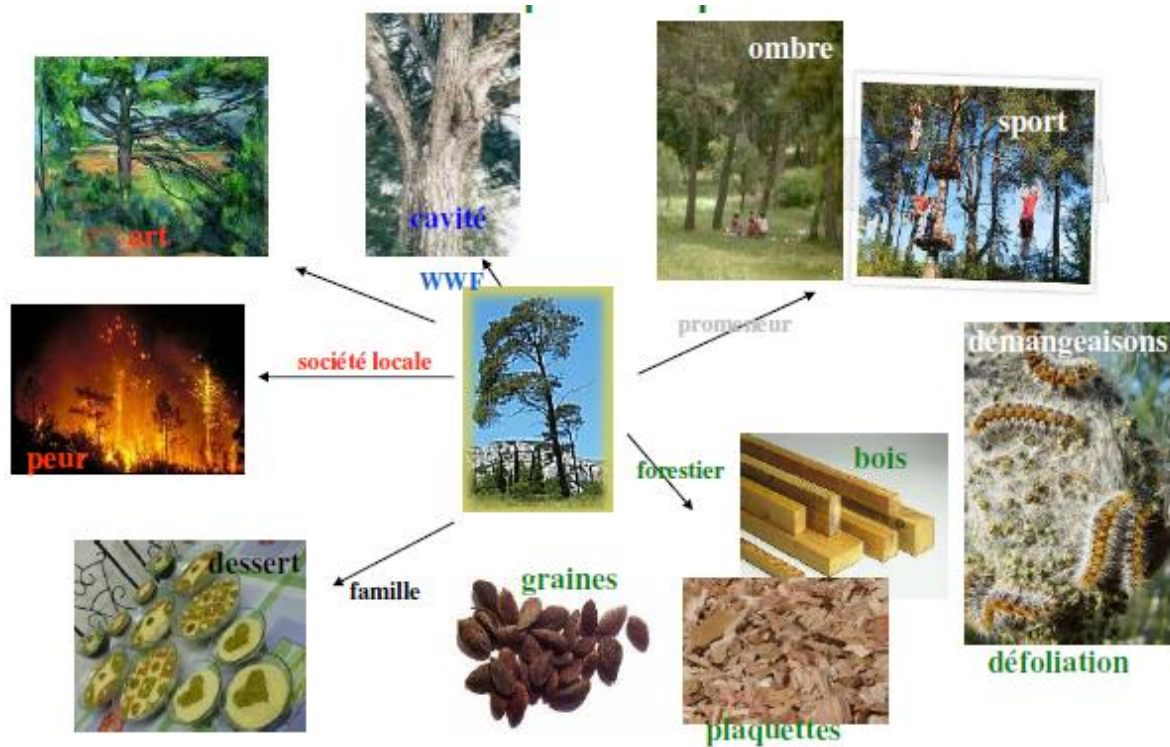 ombre
sport
art
cavité
WWF
promeneur
démangeaisons
société locale
peur
bois
forestier
dessert
graines
famille
défoliation
plaquettes